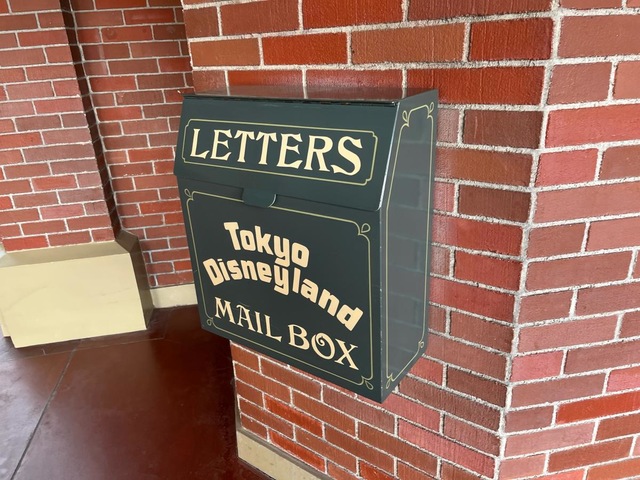 LETTERS
Tokyo
Disneyland
MAIL BOX